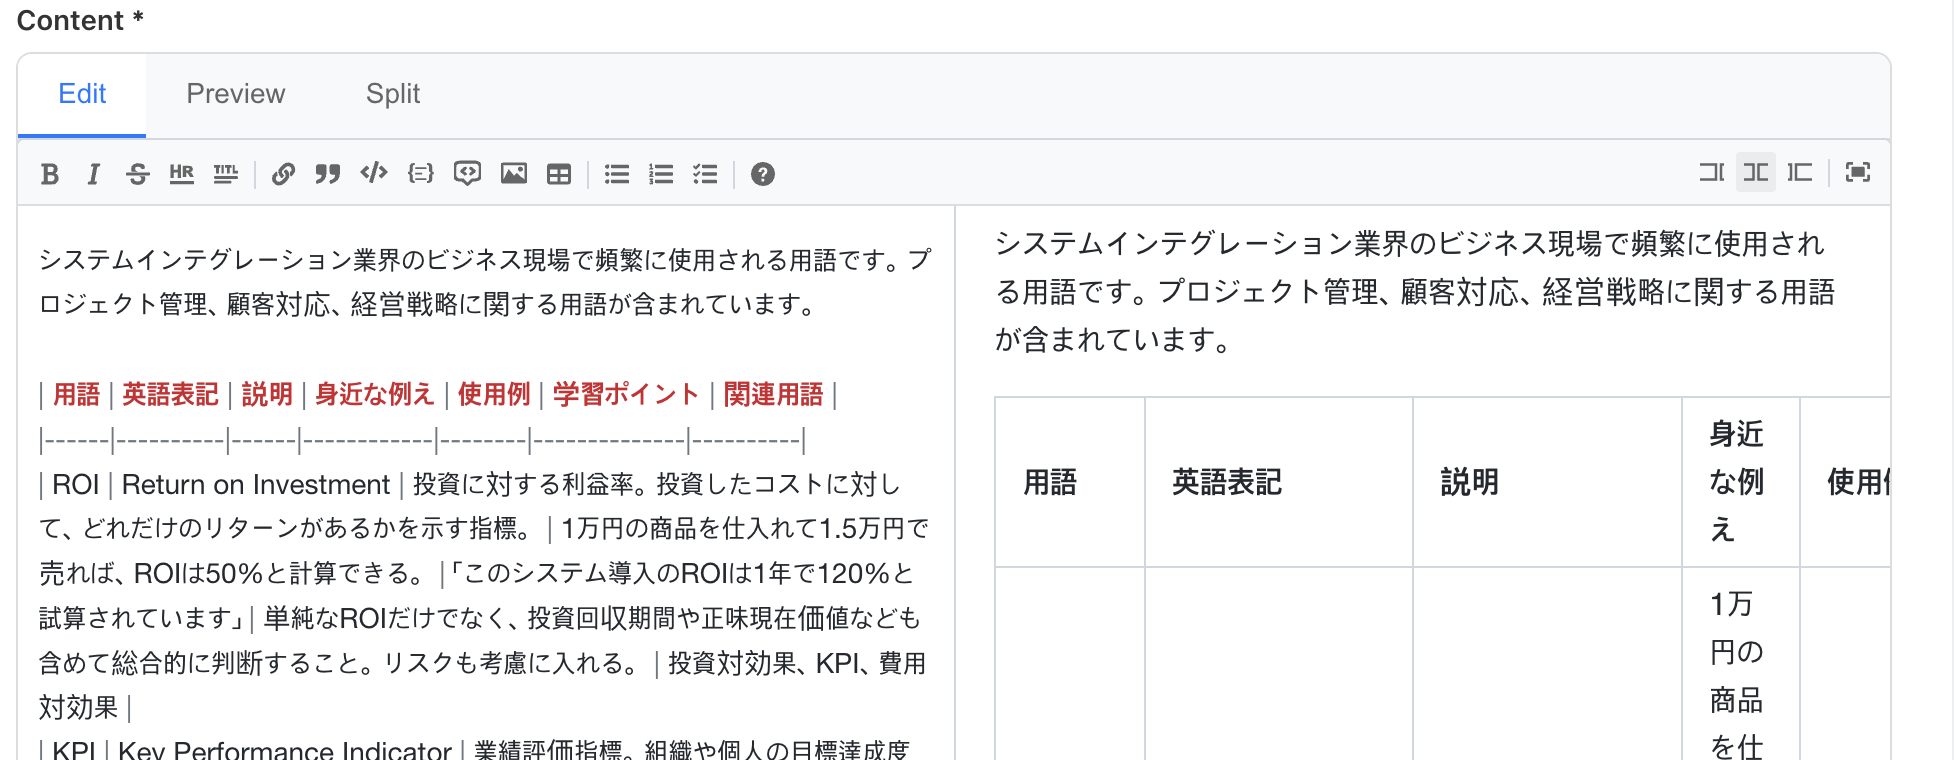 Content *
Edit Preview Split
B I S HR TITL
システムインテグレーション業界のビジネス現場で頻繁に使用される用語です。プ
ロジェクト管理、顧客対応、経営戦略に関する用語が含まれています。
| 用語 | 英語表記 | 説明 | 身近な例え | 使用例 | 学習ポイント | 関連用語 |
|------|----------|------|------------|--------|--------------|----------|
| ROI | Return on Investment | 投資に対する利益率。投資したコストに対し
て、どれだけのリターンがあるかを示す指標。 | 1万円の商品を仕入れて1.5万円で
売れば、ROIは50%と計算できる。 |「このシステム導入のROIは1年で120%と
試算されています」| 単純なROIだけでなく、投資回収期間や正味現在価値なども
含めて総合的に判断すること。リスクも考慮に入れる。 | 投資対効果、KPI、費用
対効果 |
| KPI | Key Performance Indicator | 業績評価指標。組織や個人の目標達成度
システムインテグレーション業界のビジネス現場で頻繁に使用され
る用語です。プロジェクト管理、顧客対応、経営戦略に関する用語
が含まれています。
用語
英語表記
説明
身近
な例
え
使用
1万
円の
商品
を仕